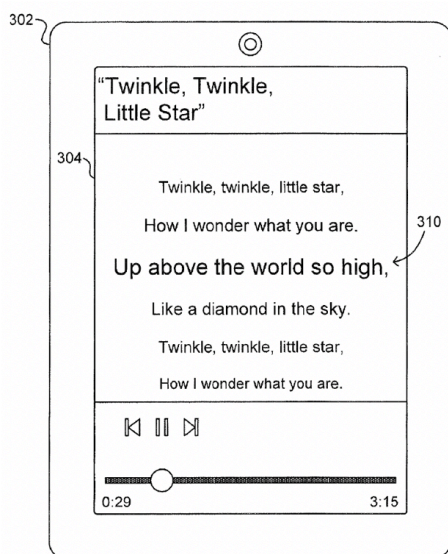 302
"Twinkle, Twinkle,
Little Star"
304
Twinkle, twinkle, little star,
How I wonder what you are.
310
Up above the world so high,
Like a diamond in the sky.
Twinkle, twinkle, little star,
How I wonder what you are.
0:29 3:15